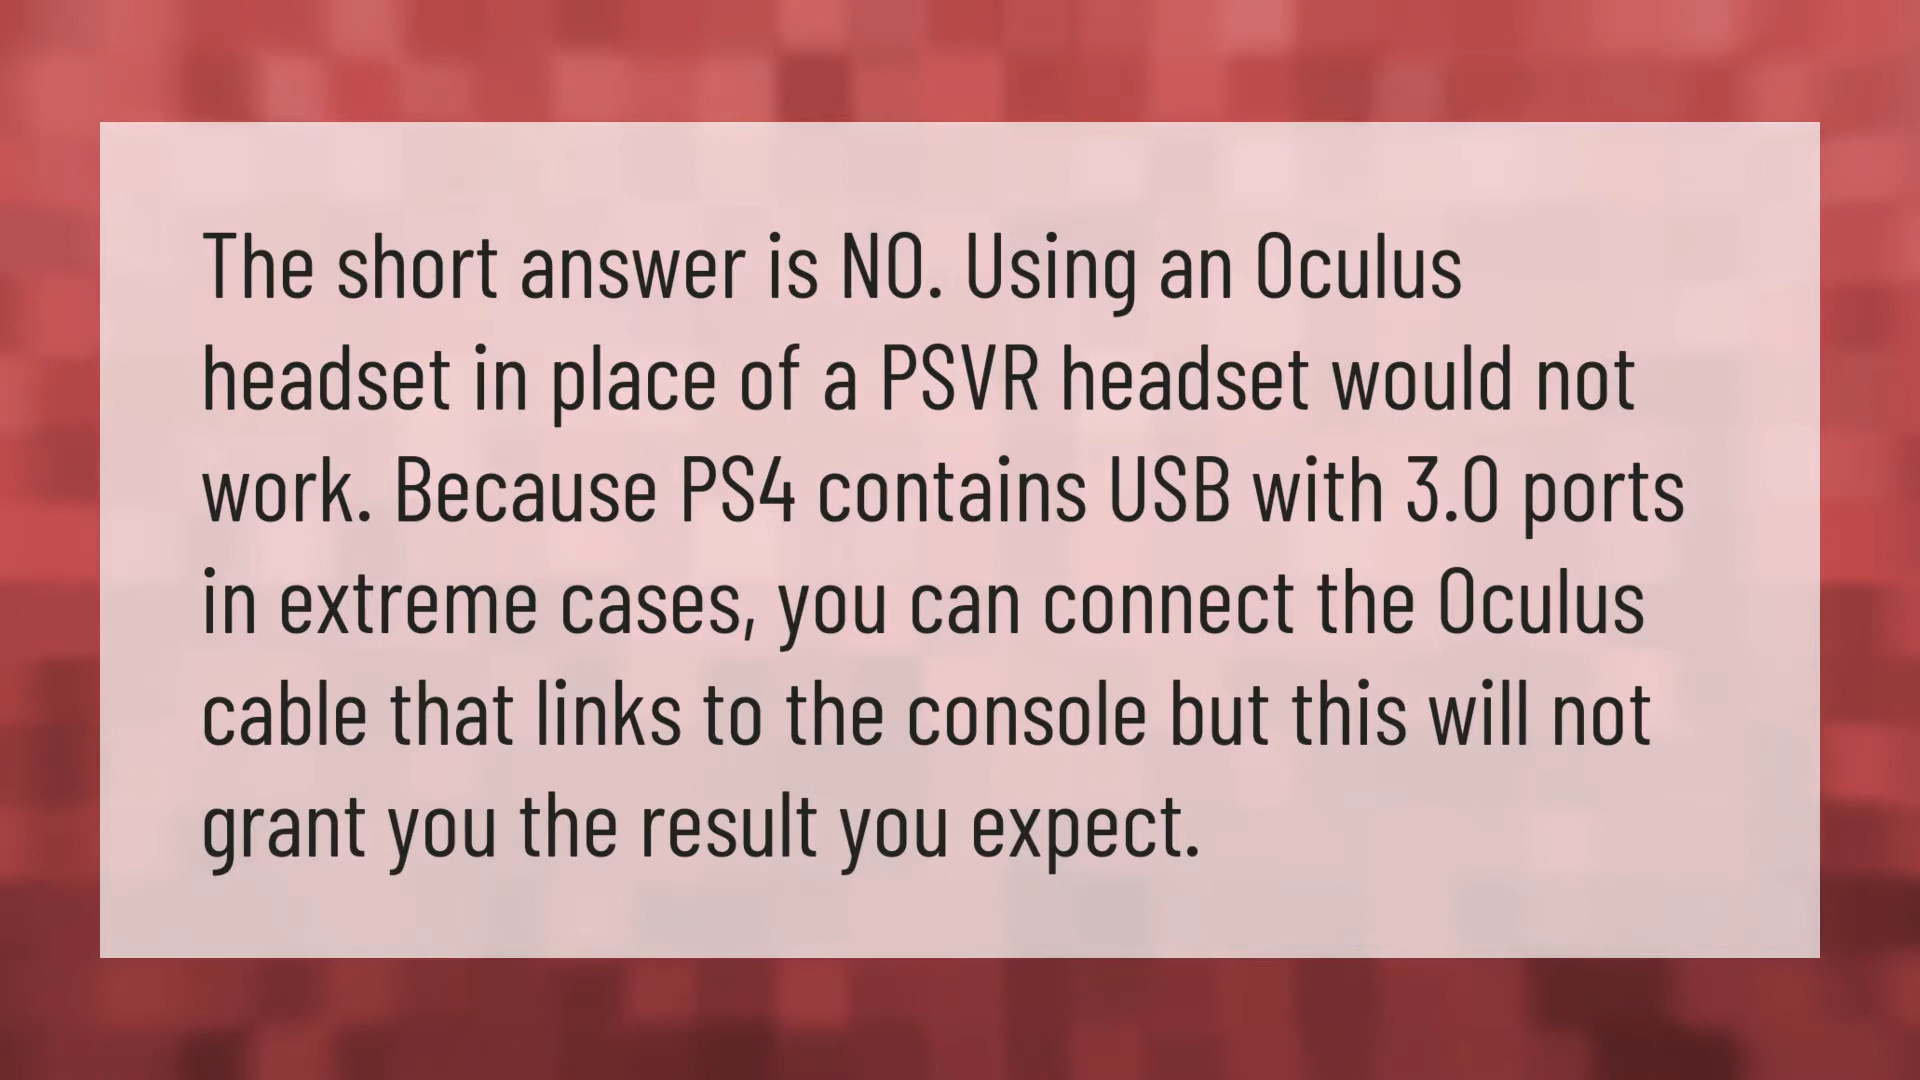 The short answer is NO. Using an Oculus
headset in place of a PSVR headset would not
work. Because PS4 contains USB with 3.0 ports
in extreme cases, you can connect the Oculus
cable that links to the console but this will not
grant you the result you expect.